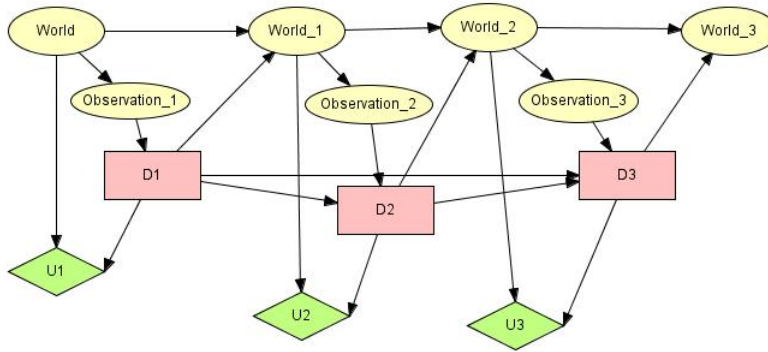 World
World_1
World_2
World_3
Observation_1
Observation_2
Observation_3
D1
D2
D3
U1
U2
U3